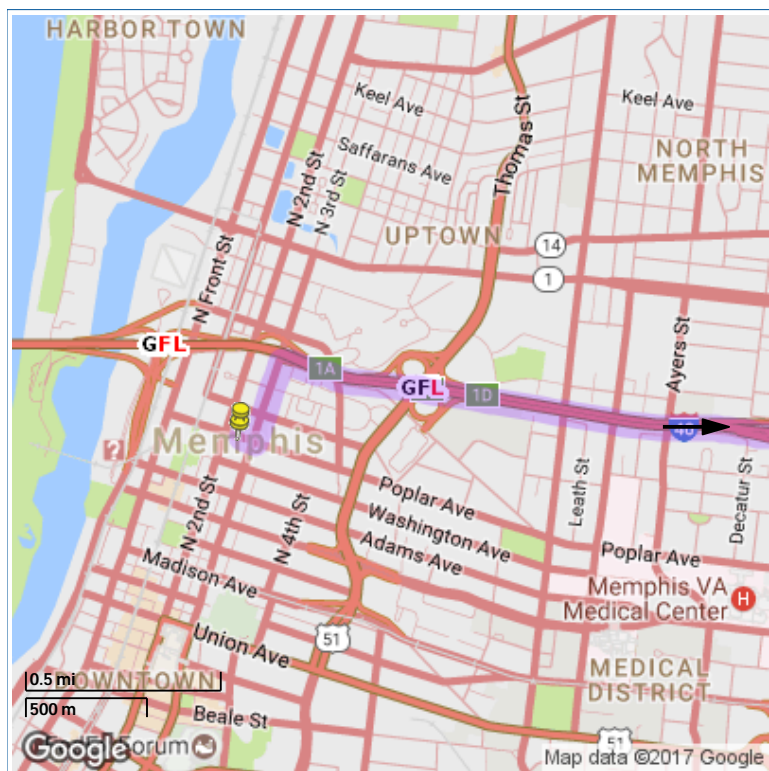 HARBOR TOWN
Keel Ave
Keel Ave
Thomas St
Saffarans Ave
N 2nd St
N 3rd St
NORTH
MEMPHIS
UPTOWN
14
1
N Front St
Ayers St
GFL
1A
GFL
1D
40
Memphis
Leath St
Decatur St
N 2nd St
N 4th St
Poplar Ave
Washington Ave
Adams Ave
Poplar Ave
Madison Ave
Memphis VA
Medical Center
H
Union Ave
51
MEDICAL
DISTRICT
0.5 mi
DOWNTOWN
500 m
Beale St
51
Google
Forum
Map data ©2017 Google